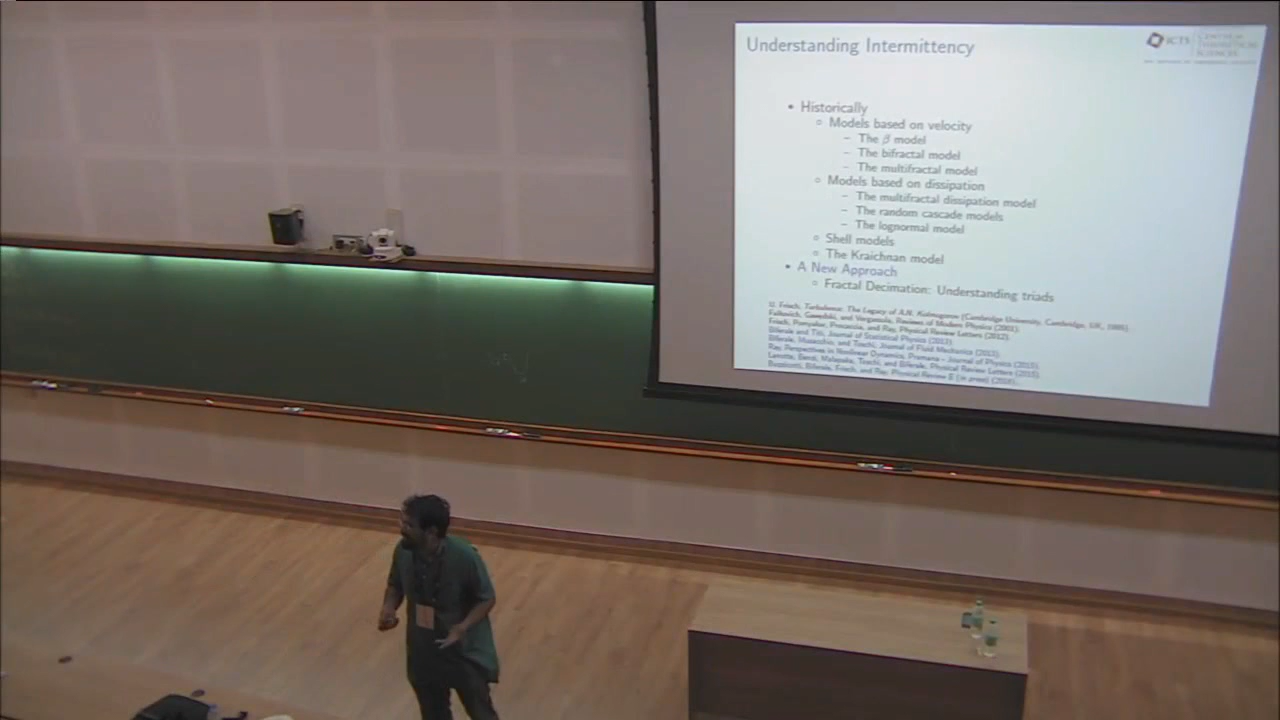 Understanding Intermittency
ICTS
• Historically
◦ Models based on velocity
– The β model
– The bifractal model
– The multifractal model
◦ Models based on dissipation
– The multifractal dissipation model
– The random cascade models
– The lognormal model
◦ Shell models
◦ The Kraichnan model
• A New Approach
◦ Fractal Decimation: Understanding triads
U. Frisch, Turbulence: The Legacy of A.N. Kolmogorov (Cambridge University, Cambridge, UK, 1996).
Falkovich, Gawedzki, and Vergassola, Reviews of Modern Physics (2001).
Frisch, Pomyalov, Procaccia, and Ray, Physical Review Letters (2012).
Biferale and Titi, Journal of Statistical Physics (2013).
Biferale, Musacchio, and Toschi, Journal of Fluid Mechanics (2013).
Ray, Perspectives in Nonlinear Dynamics, Pramana - Journal of Physics (2015).
Lanotte, Benzi, Malapaka, Toschi, and Biferale, Physical Review Letters (2015).
Buzzicotti, Biferale, Frisch, and Ray, Physical Review E (in press) (2016).